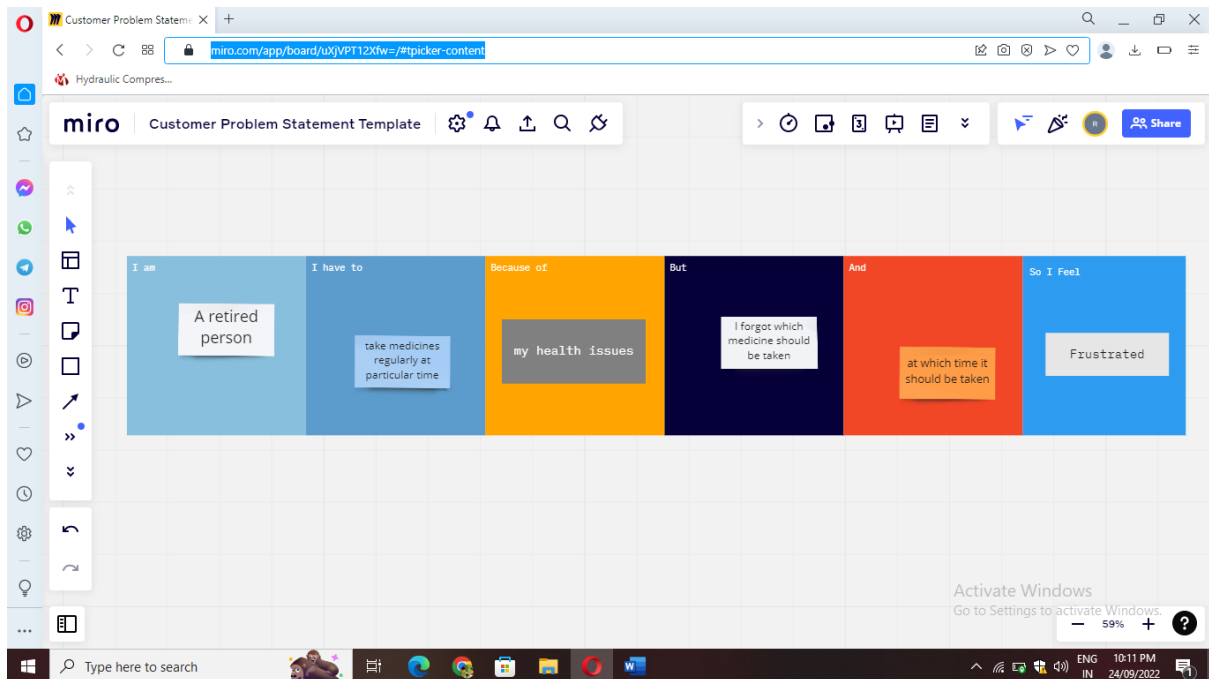 Customer Problem Stateme
miro.com/app/board/uXjVPT12Xfw=/#tpicker-content
Hydraulic Compres...
miro
Customer Problem Statement Template
3
R
Share
I am
A retired
person
I have to
take medicines
regularly at
particular time
Because of
my health issues
But
I forgot which
medicine should
be taken
And
at which time it
should be taken
So I Feel
Frustrated
Activate Windows
Go to Settings to activate Windows.
59%
Type here to search
ENG
IN
10:11 PM
24/09/2022